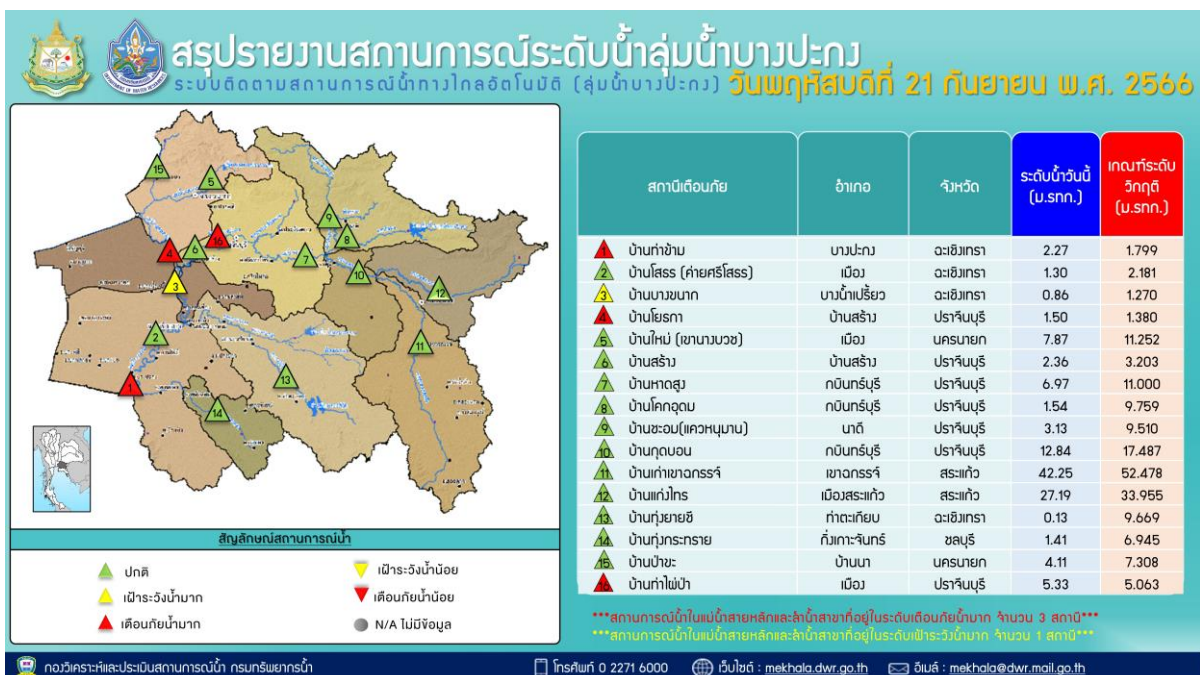 สรุปรายงานสถานการณ์ระดับน้ำลุ่มน้ำบางปะกง
ระบบติดตามสถานการณ์น้ำทางไกลอัตโนมัติ (ลุ่มน้ำบางปะกง) วันพฤหัสบดีที่ 21 กันยายน พ.ศ. 2566
15
5
9
8
16
4
6
7
10
3
12
2
11
13
1
14
สัญลักษณ์สถานการณ์น้ำ
ปกติ
เฝ้าระวังน้ำน้อย
เฝ้าระวังน้ำมาก
เตือนภัยน้ำน้อย
เตือนภัยน้ำมาก
N/A ไม่มีข้อมูล
สถานีเตือนภัย อำเภอ จังหวัด ระดับน้ำวันนี้ (ม.รทก.) เกณฑ์ระดับวิกฤติ (ม.รทก.)
1 บ้านท่าข้าม บางปะกง ฉะเชิงเทรา 2.27 1.799
2 บ้านโสธร (ค่ายศรีโสธร) เมือง ฉะเชิงเทรา 1.30 2.181
3 บ้านบางขนาก บางน้ำเปรี้ยว ฉะเชิงเทรา 0.86 1.270
4 บ้านโยธกา บ้านสร้าง ปราจีนบุรี 1.50 1.380
5 บ้านใหม่ (เขานางบวช) เมือง นครนายก 7.87 11.252
6 บ้านสร้าง บ้านสร้าง ปราจีนบุรี 2.36 3.203
7 บ้านหาดสูง กบินทร์บุรี ปราจีนบุรี 6.97 11.000
8 บ้านโคกอุดม กบินทร์บุรี ปราจีนบุรี 1.54 9.759
9 บ้านชะอม(แควหนุมาน) นาดี ปราจีนบุรี 3.13 9.510
10 บ้านกุดบอน กบินทร์บุรี ปราจีนบุรี 12.84 17.487
11 บ้านเก่าเขาฉกรรจ์ เขาฉกรรจ์ สระแก้ว 42.25 52.478
12 บ้านแก่งไทร เมืองสระแก้ว สระแก้ว 27.19 33.955
13 บ้านทุ่งยายชี ท่าตะเกียบ ฉะเชิงเทรา 0.13 9.669
14 บ้านทุ่งกระทราย กิ่งเกาะจันทร์ ชลบุรี 1.41 6.945
15 บ้านป่าขะ บ้านนา นครนายก 4.11 7.308
16 บ้านท่าไผ่ป่า เมือง ปราจีนบุรี 5.33 5.063
***สถานการณ์น้ำในแม่น้ำสายหลักและลำน้ำสาขาที่อยู่ในระดับเตือนภัยน้ำมาก จำนวน 3 สถานี***
***สถานการณ์น้ำในแม่น้ำสายหลักและลำน้ำสาขาที่อยู่ในระดับเฝ้าระวังน้ำมาก จำนวน 1 สถานี***
กองวิเคราะห์และประเมินสถานการณ์น้ำ กรมทรัพยากรน้ำ โทรศัพท์ 0 2271 6000 เว็บไซต์ : mekhala.dwr.go.th อีเมล์ : mekhala@dwr.mail.go.th